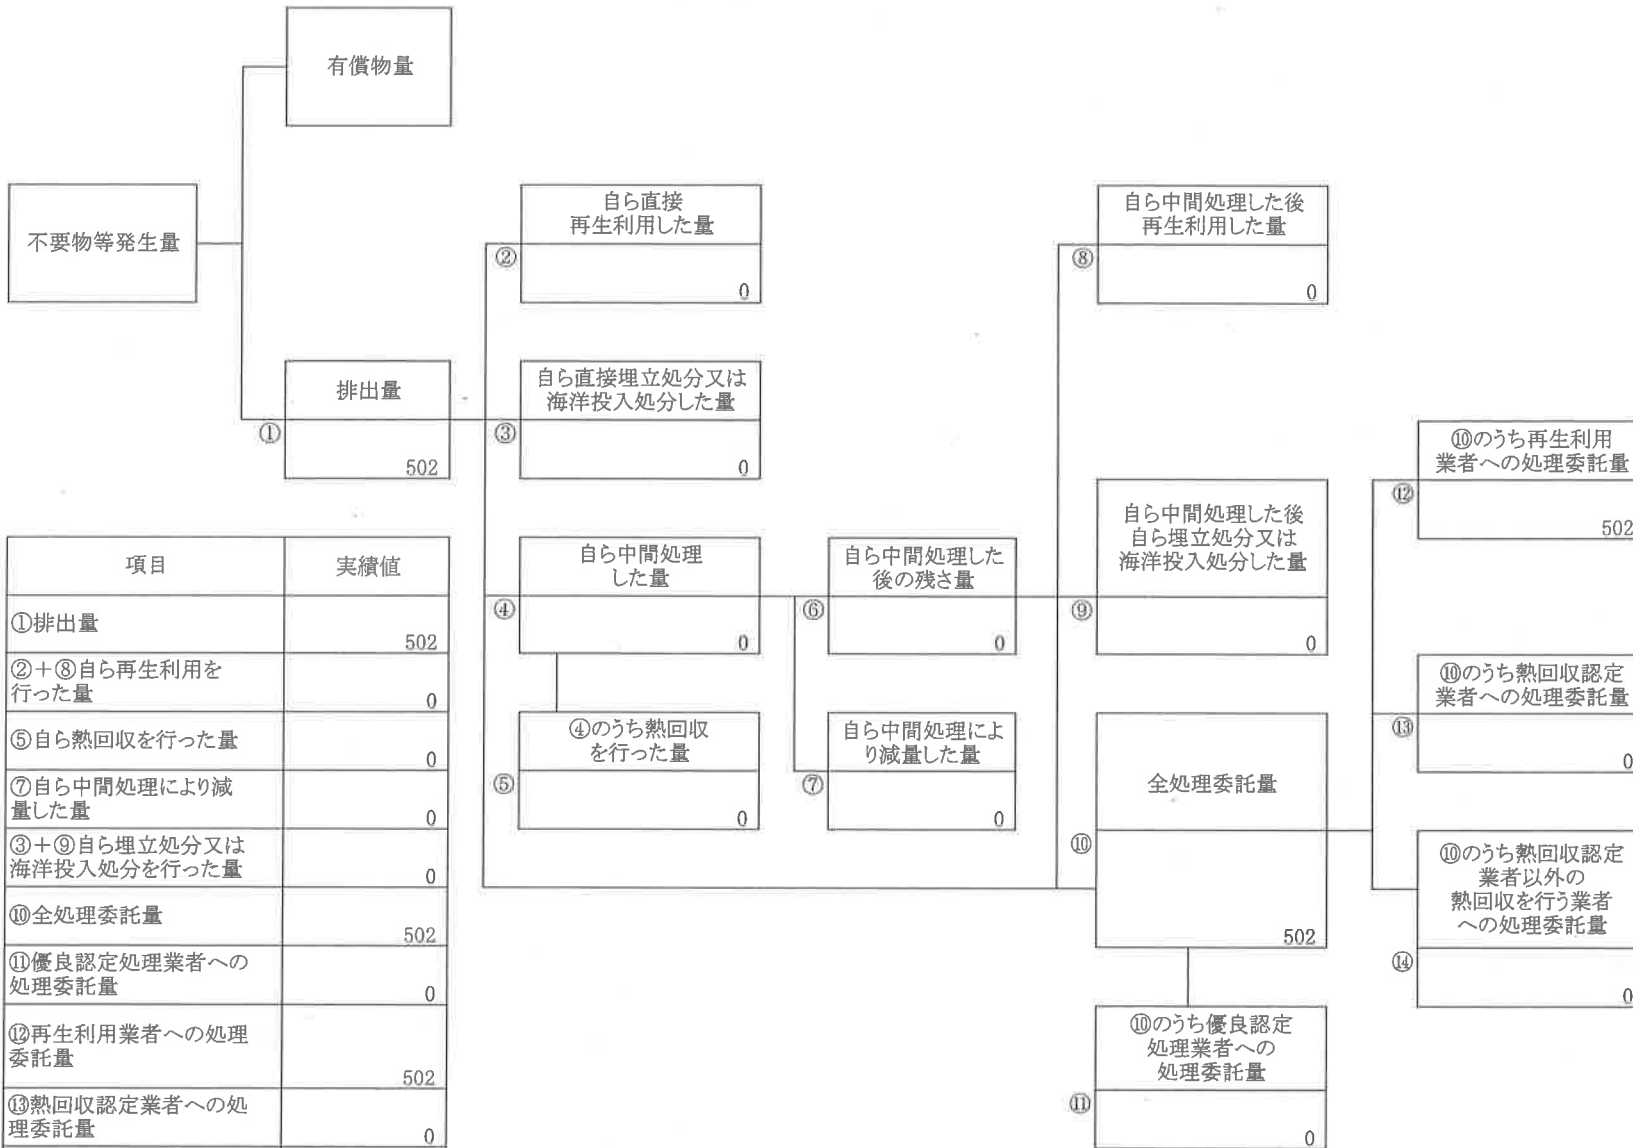 有償物量
不要物等発生量
自ら直接
再生利用した量
②
0
自ら中間処理した後
再生利用した量
⑧
0
排出量
①
502
自ら直接埋立処分又は
海洋投入処分した量
③
0
⑩のうち再生利用
業者への処理委託量
⑫
502
自ら中間処理
した量
④
0
自ら中間処理した
後の残さ量
⑥
0
自ら中間処理した後
自ら埋立処分又は
海洋投入処分した量
⑨
0
⑩のうち熱回収認定
業者への処理委託量
⑬
0
④のうち熱回収
を行った量
⑤
0
自ら中間処理によ
り減量した量
⑦
0
全処理委託量
⑩
502
⑩のうち熱回収認定
業者以外の
熱回収を行う業者
への処理委託量
⑭
0
⑩のうち優良認定
処理業者への
処理委託量
⑪
0
項目 実績値
①排出量
502
②+⑧自ら再生利用を
行った量
0
⑤自ら熱回収を行った量
0
⑦自ら中間処理により減
量した量
0
③+⑨自ら埋立処分又は
海洋投入処分を行った量
0
⑩全処理委託量
502
⑪優良認定処理業者への
処理委託量
0
⑫再生利用業者への処理
委託量
502
⑬熱回収認定業者への処
理委託量
0